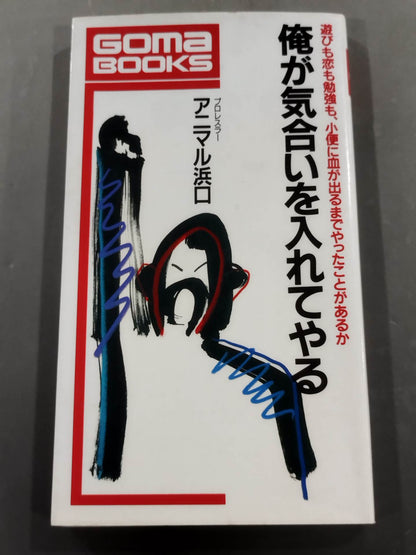 GOMA
BOOKS
遊びも恋も勉強も、小便に血が出るまでやったことがあるか
俺が気合いを入れてやる
プロレスラー
アニマル浜口